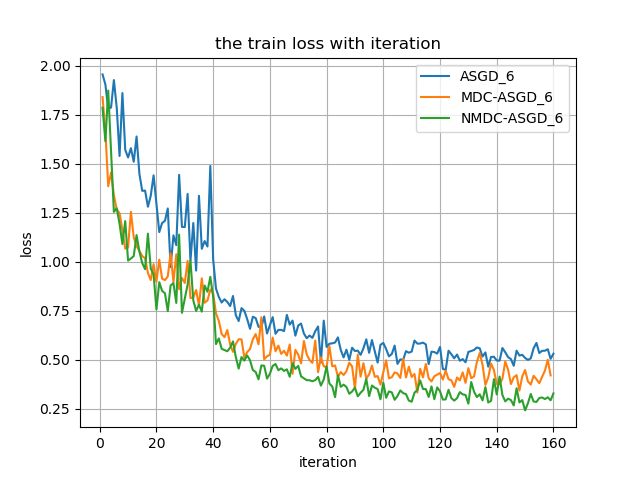 the train loss with iteration
ASGD_6
MDC-ASGD_6
NMDC-ASGD_6
loss
2.00
1.75
1.50
1.25
1.00
0.75
0.50
0.25
0 20 40 60 80 100 120 140 160
iteration